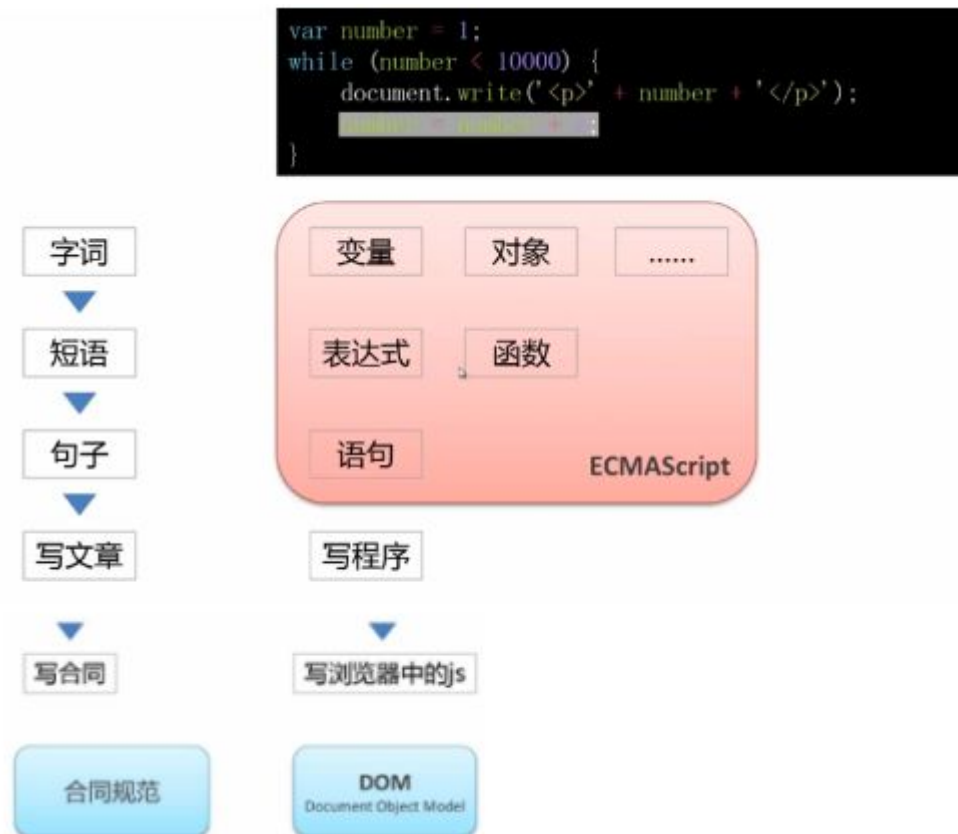 var number = 1;
while (number < 10000) {
document.write('<p>' + number + '</p>');
number = number + ;
}
字词
变量
对象
......
短语
表达式
函数
句子
语句
ECMAScript
写文章
写程序
写合同
写浏览器中的js
合同规范
DOM
Document Object Model